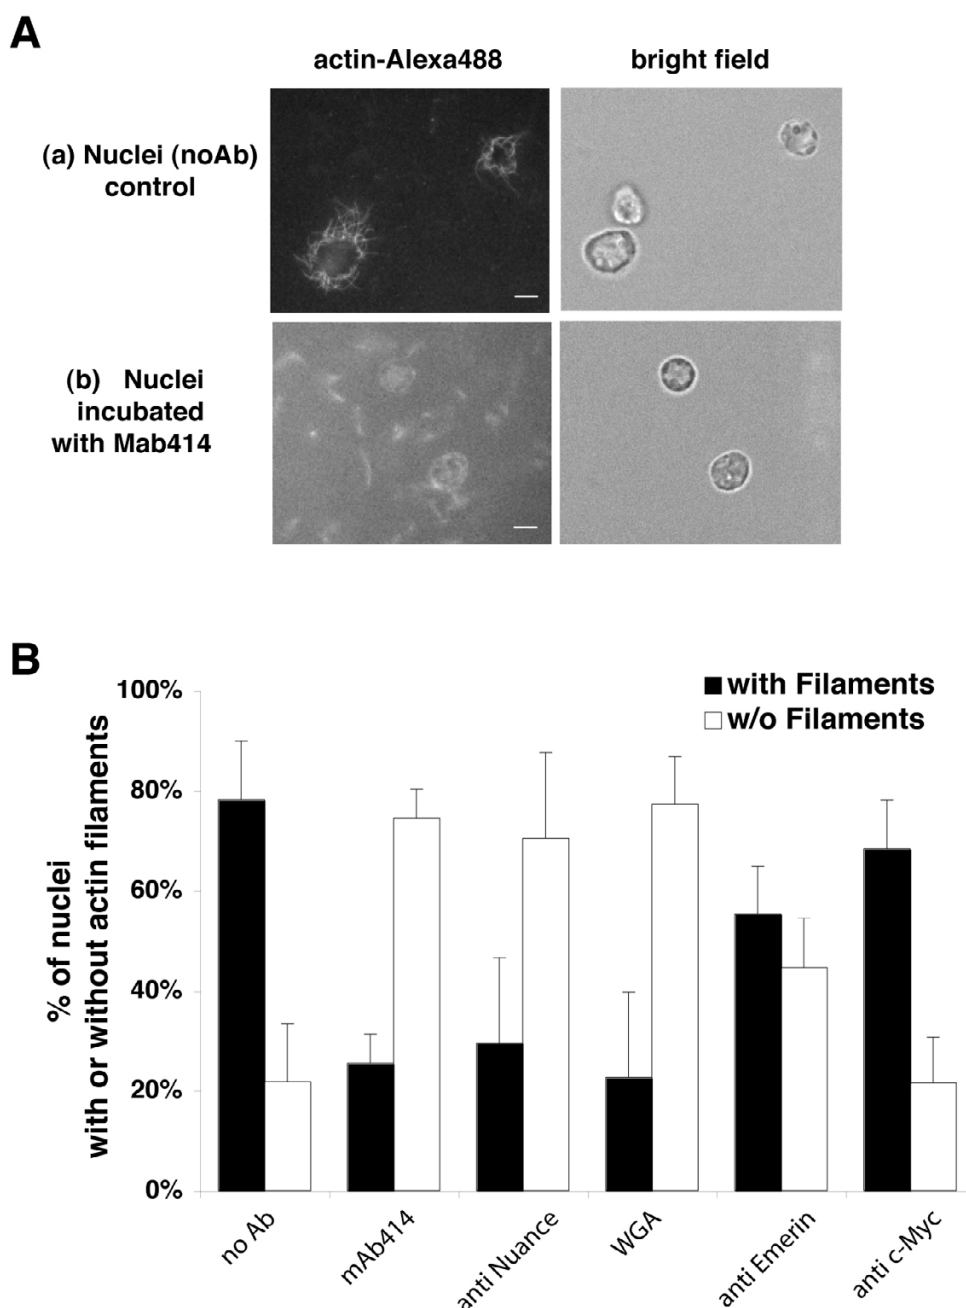 A
actin-Alexa488
bright field
(a) Nuclei (noAb)
control
(b) Nuclei
incubated
with Mab414
B
100%
80%
60%
40%
20%
0%
% of nuclei
with or without actin filaments
with Filaments
w/o Filaments
no Ab
mAb414
anti Nuance
WGA
anti Emerin
anti c-Myc